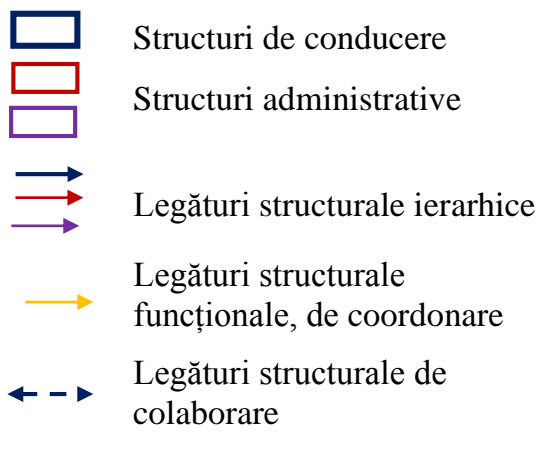 Structuri de conducere
Structuri administrative
Legături structurale ierarhice
Legături structurale
funcționale, de coordonare
Legături structurale de
colaborare